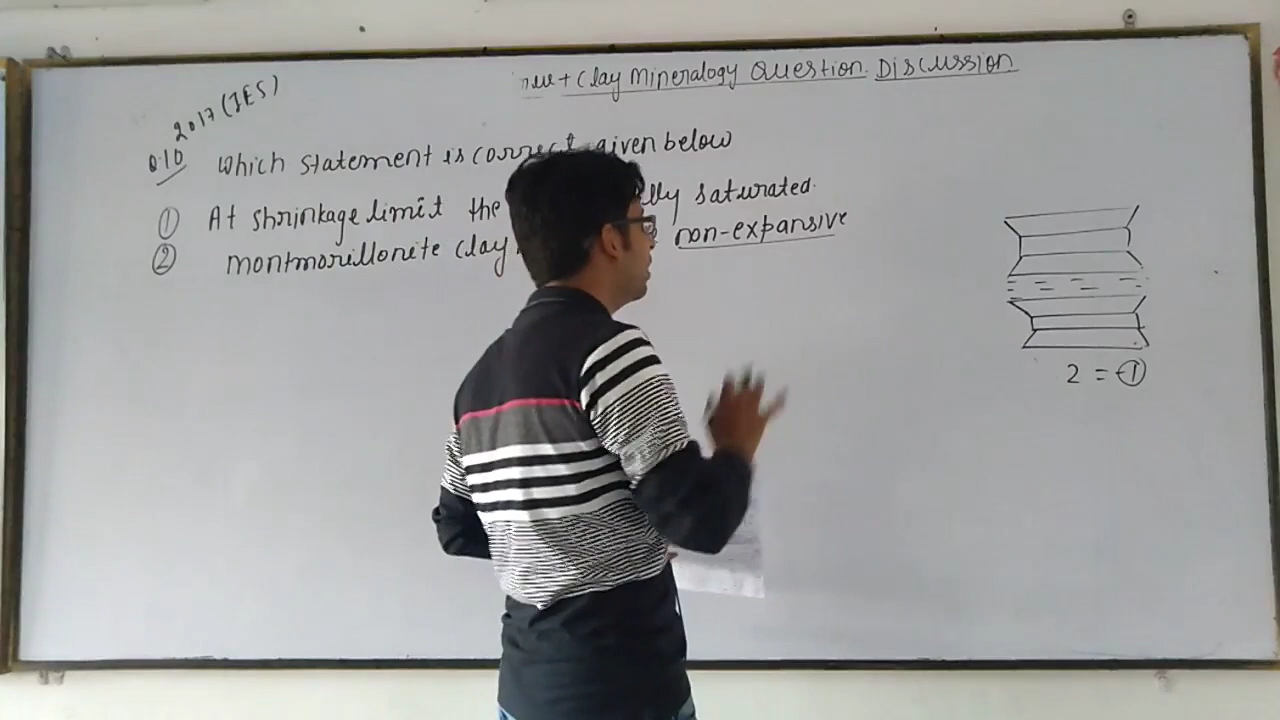 + Clay Mineralogy Question Discussion
2017 (IES)
Q.10 which statement is correct given below
① At shrinkage limit the saturated.
② montmorillonite clay non-expansive
2 = ①